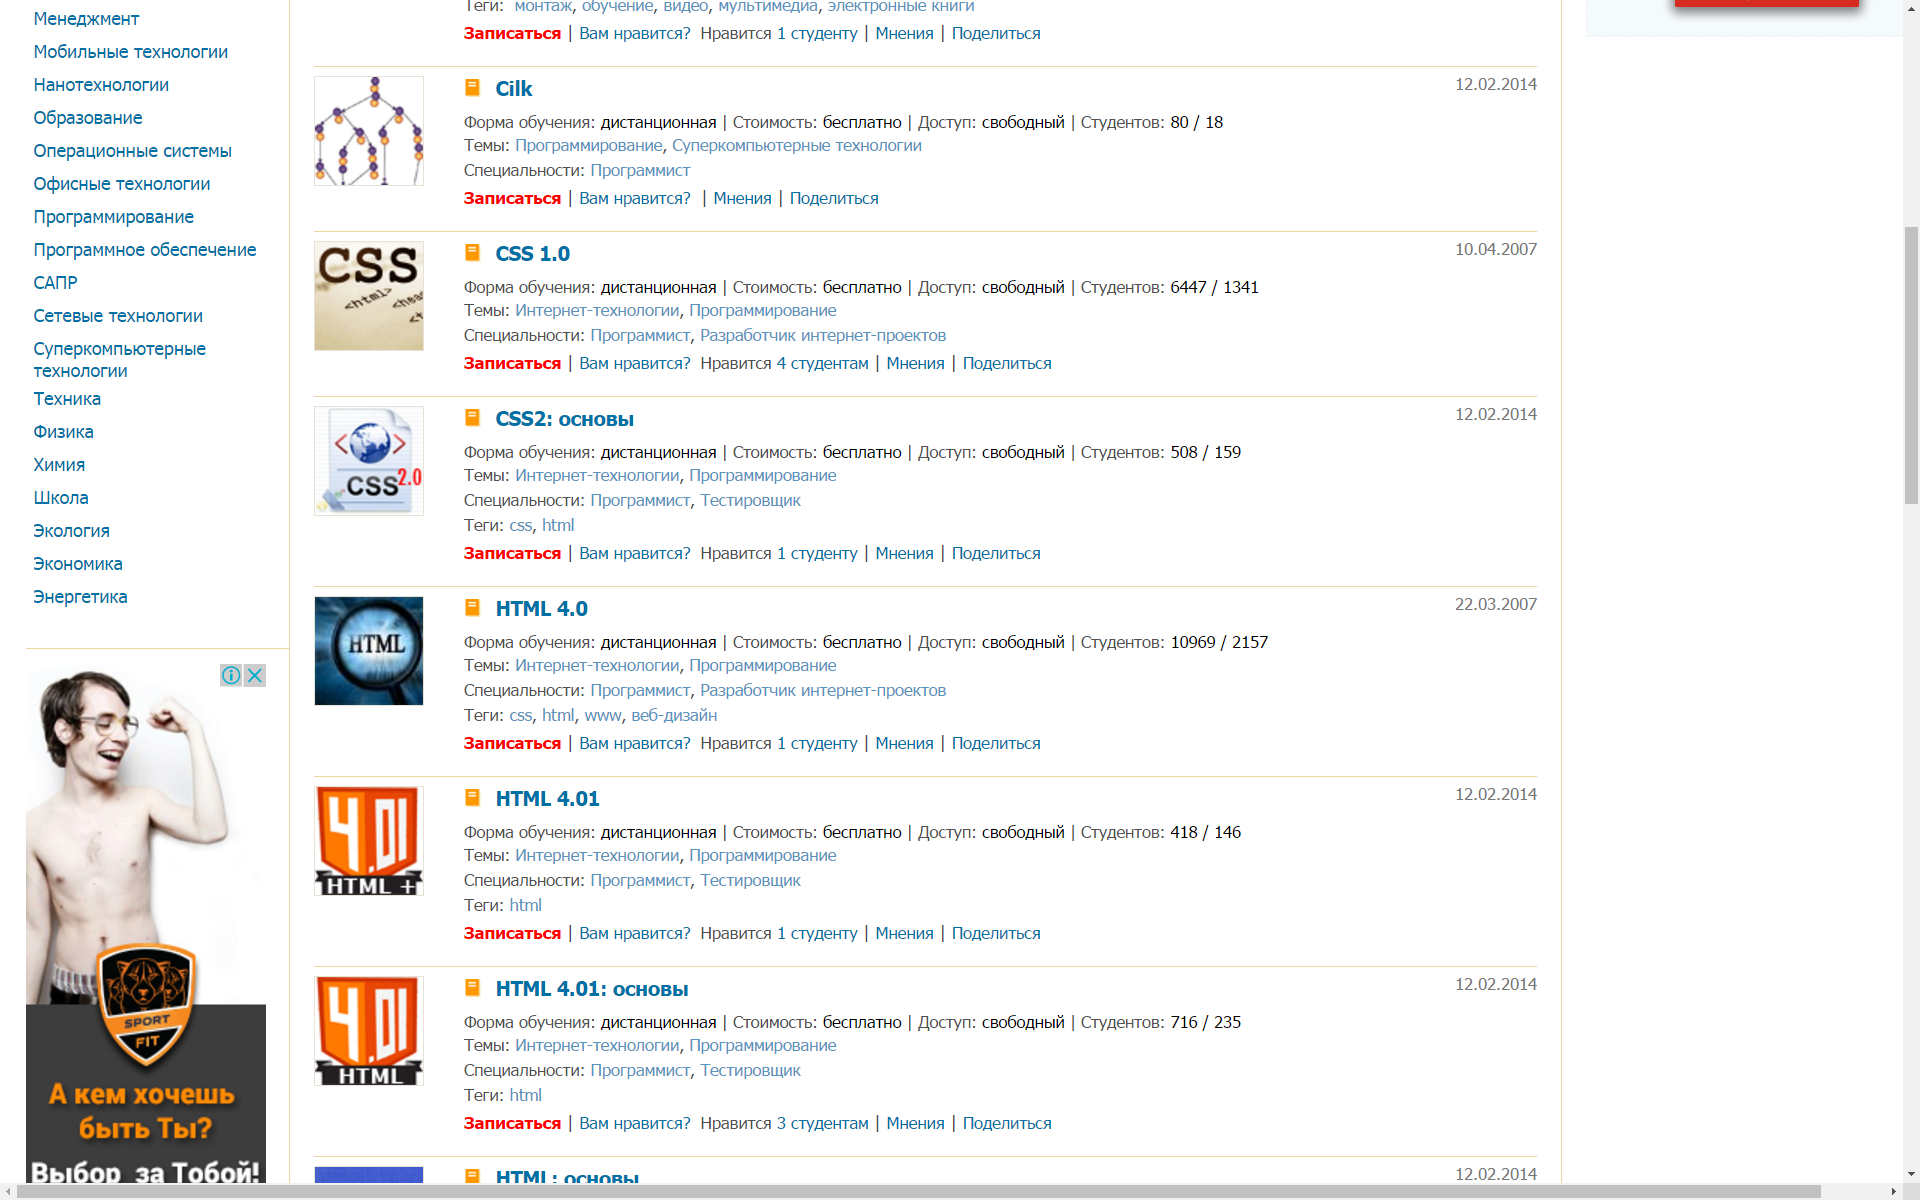 Менеджмент
Мобильные технологии
Нанотехнологии
Образование
Операционные системы
Офисные технологии
Программирование
Программное обеспечение
САПР
Сетевые технологии
Суперкомпьютерные
технологии
Техника
Физика
Химия
Школа
Экология
Экономика
Энергетика
SPORT
FIT
А кем хочешь
быть Ты?
Выбор за Тобой!
Теги: монтаж, обучение, видео, мультимедиа, электронные книги
Записаться | Вам нравится? Нравится 1 студенту | Мнения | Поделиться
Cilk
12.02.2014
Форма обучения: дистанционная | Стоимость: бесплатно | Доступ: свободный | Студентов: 80 / 18
Темы: Программирование, Суперкомпьютерные технологии
Специальности: Программист
Записаться | Вам нравится? | Мнения | Поделиться
CSS
<html>
CSS 1.0
10.04.2007
Форма обучения: дистанционная | Стоимость: бесплатно | Доступ: свободный | Студентов: 6447 / 1341
Темы: Интернет-технологии, Программирование
Специальности: Программист, Разработчик интернет-проектов
Записаться | Вам нравится? Нравится 4 студентам | Мнения | Поделиться
CSS 2.0
CSS2: основы
12.02.2014
Форма обучения: дистанционная | Стоимость: бесплатно | Доступ: свободный | Студентов: 508 / 159
Темы: Интернет-технологии, Программирование
Специальности: Программист, Тестировщик
Теги: css, html
Записаться | Вам нравится? Нравится 1 студенту | Мнения | Поделиться
HTML
HTML 4.0
22.03.2007
Форма обучения: дистанционная | Стоимость: бесплатно | Доступ: свободный | Студентов: 10969 / 2157
Темы: Интернет-технологии, Программирование
Специальности: Программист, Разработчик интернет-проектов
Теги: css, html, www, веб-дизайн
Записаться | Вам нравится? Нравится 1 студенту | Мнения | Поделиться
4.01
HTML +
HTML 4.01
12.02.2014
Форма обучения: дистанционная | Стоимость: бесплатно | Доступ: свободный | Студентов: 418 / 146
Темы: Интернет-технологии, Программирование
Специальности: Программист, Тестировщик
Теги: html
Записаться | Вам нравится? Нравится 1 студенту | Мнения | Поделиться
4.01
HTML
HTML 4.01: основы
12.02.2014
Форма обучения: дистанционная | Стоимость: бесплатно | Доступ: свободный | Студентов: 716 / 235
Темы: Интернет-технологии, Программирование
Специальности: Программист, Тестировщик
Теги: html
Записаться | Вам нравится? Нравится 3 студентам | Мнения | Поделиться
HTML: основы
12.02.2014